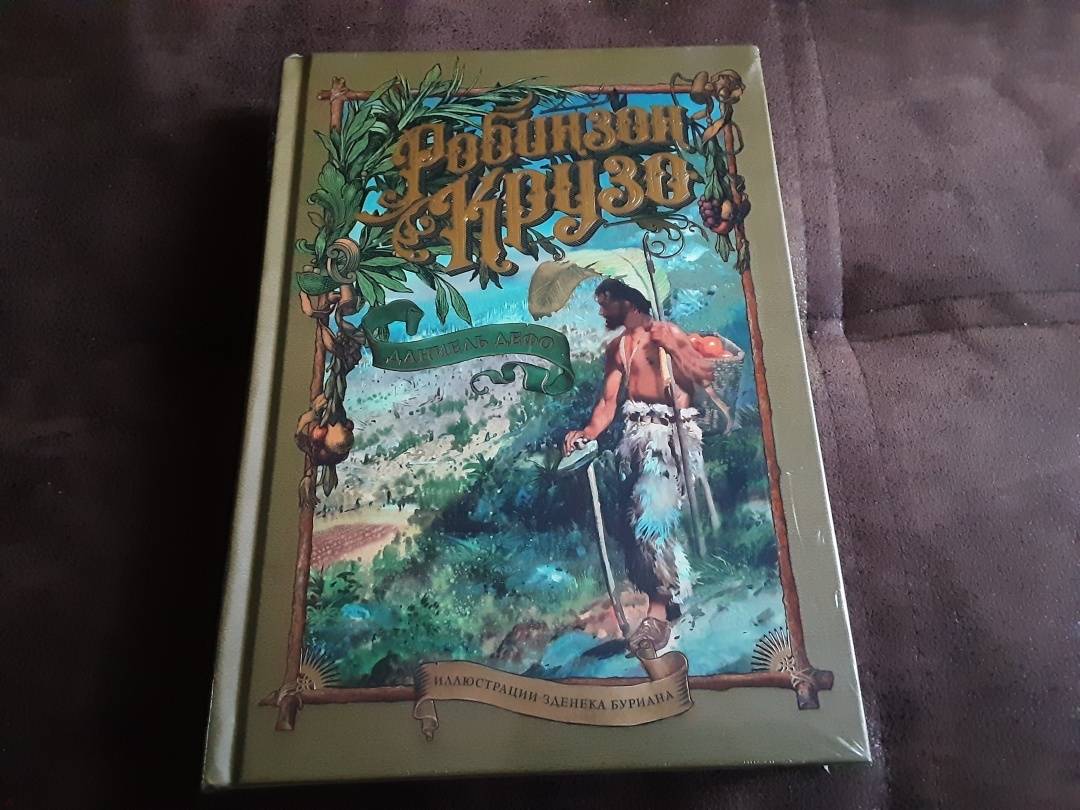 Робинзон
Крузо
ДАНИЕЛЬ ДЕФО
ИЛЛЮСТРАЦИИ ЗДЕНЕКА БУРИАНА